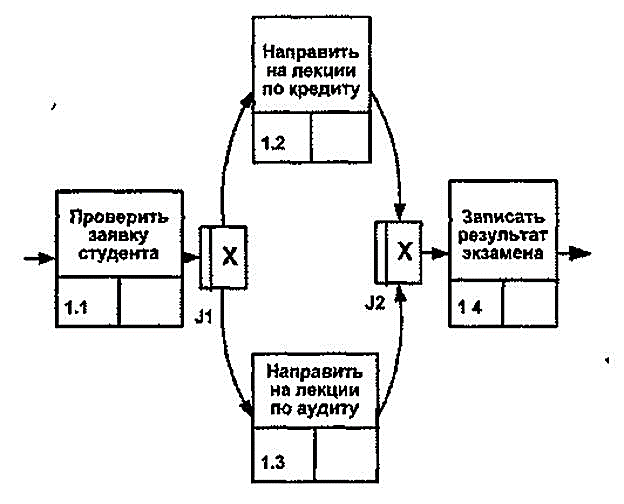 Направить
на лекции
по кредиту
1.2
Проверить
заявку
студента
1.1
X
J1
X
J2
Записать
результат
экзамена
1 4
Направить
на лекции
по аудиту
1.3